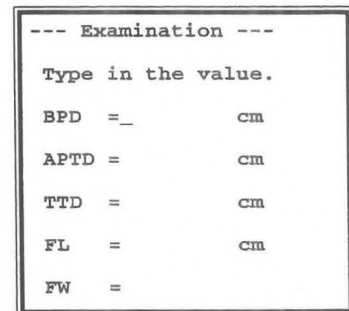 --- Examination ---
Type in the value.
BPD =_ cm
APTD = cm
TTD = cm
FL = cm
FW =